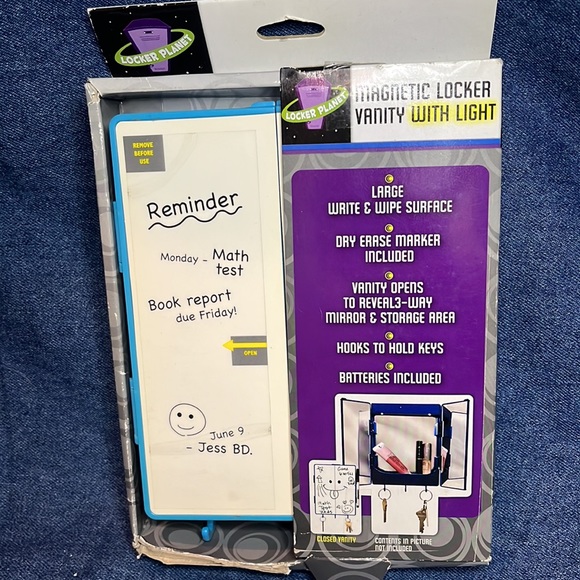 LOCKER PLANET
LOCKER PLANET
MAGNETIC LOCKER
VANITY WITH LIGHT
REMOVE
BEFORE
USE
Reminder
Monday - Math
test
Book report
due Friday!
OPEN
June 9
- Jess BD.
LARGE
WRITE & WIPE SURFACE
DRY ERASE MARKER
INCLUDED
VANITY OPENS
TO REVEAL3-WAY
MIRROR & STORAGE AREA
HOOKS TO HOLD KEYS
BATTERIES INCLUDED
CLOSED VANITY
CONTENTS IN PICTURE
NOT INCLUDED